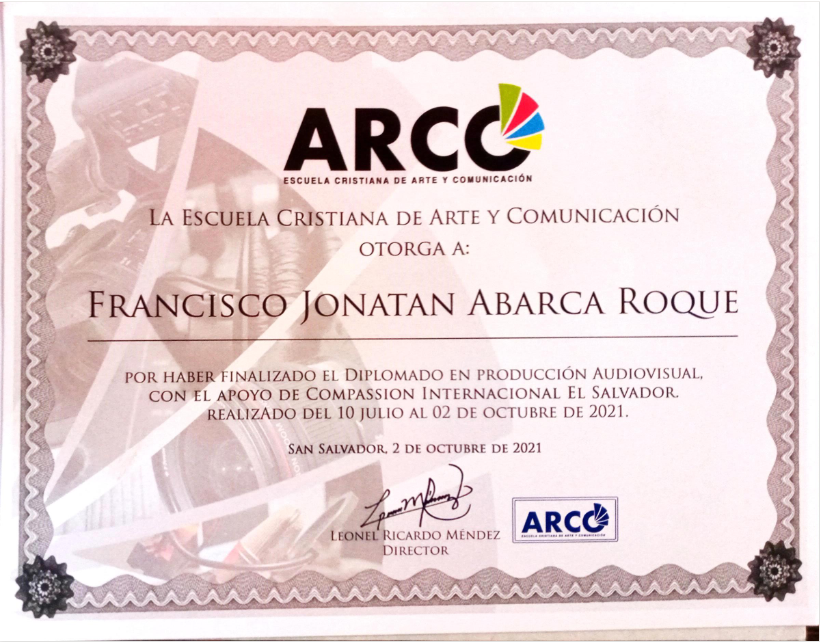 ARCO
ESCUELA CRISTIANA DE ARTE Y COMUNICACIÓN
LA ESCUELA CRISTIANA DE ARTE Y COMUNICACIÓN
OTORGA A:
FRANCISCO JONATAN ABARCA ROQUE
POR HABER FINALIZADO EL DIPLOMADO EN PRODUCCIÓN AUDIOVISUAL,
CON EL APOYO DE COMPASSION INTERNACIONAL EL SALVADOR.
REALIZADO DEL 10 JULIO AL 02 DE OCTUBRE DE 2021.
SAN SALVADOR, 2 DE OCTUBRE DE 2021
LEONEL RICARDO MÉNDEZ
DIRECTOR
ARCO
ESCUELA CRISTIANA DE ARTE Y COMUNICACIÓN